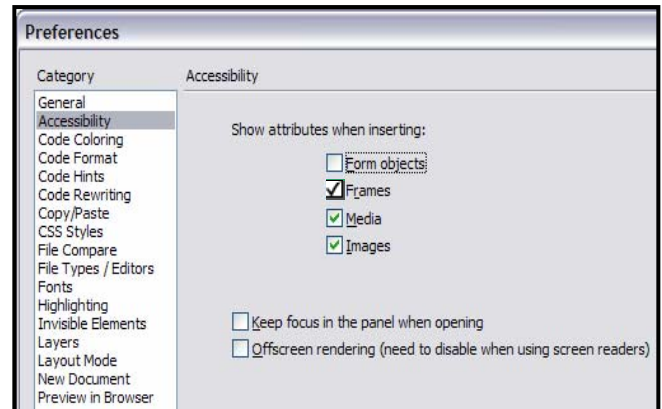 Preferences
Category
Accessibility
General
Accessibility
Code Coloring
Code Format
Code Hints
Code Rewriting
Copy/Paste
CSS Styles
File Compare
File Types / Editors
Fonts
Highlighting
Invisible Elements
Layers
Layout Mode
New Document
Preview in Browser
Show attributes when inserting:
Form objects
Frames
Media
Images
Keep focus in the panel when opening
Offscreen rendering (need to disable when using screen readers)